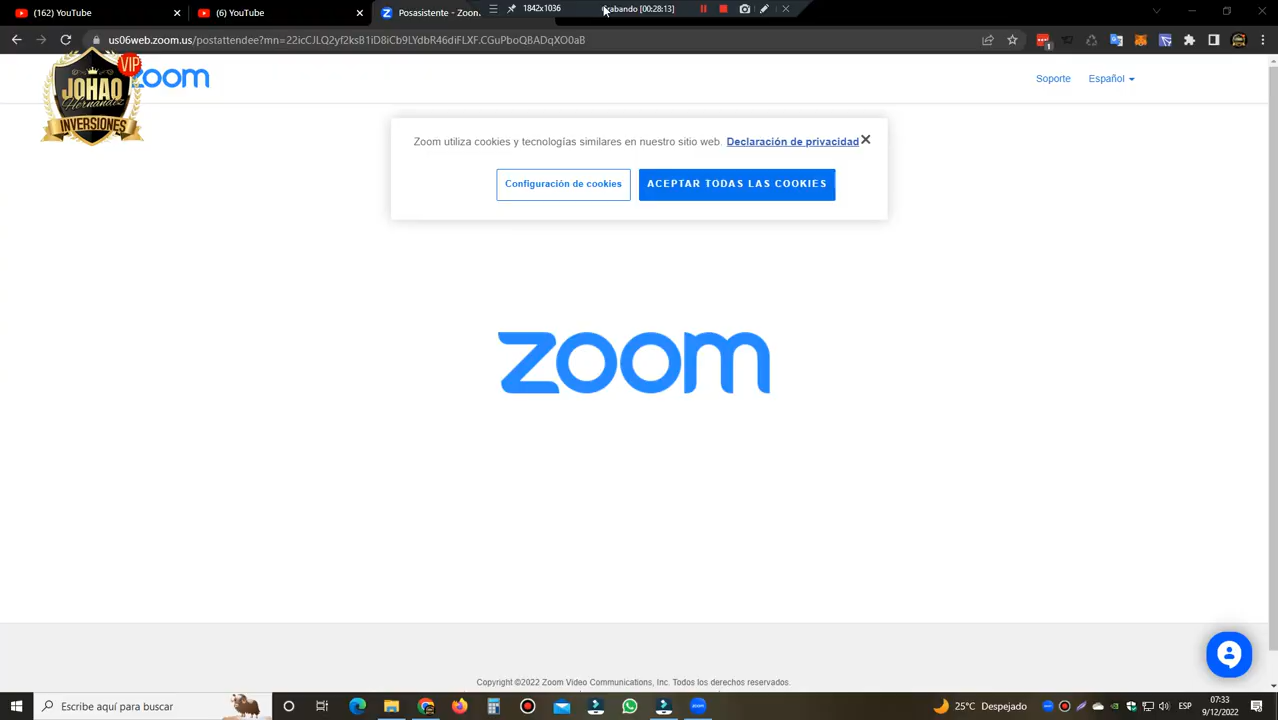 (162) YouTube
(6) YouTube
Posasistente - Zoom
1842x1036
Grabando [00:28:13]
us06web.zoom.us/postattendee?mn=22icCJLQ2yf2ksB1iD8iCb9LYdbR46diFLXF.CGuPboQBADqXO0aB
1
VIP
JOHAO
Hernandez
INVERSIONES
zoom
Soporte
Español
Zoom utiliza cookies y tecnologías similares en nuestro sitio web. Declaración de privacidad
Configuración de cookies
ACEPTAR TODAS LAS COOKIES
zoom
Copyright ©2022 Zoom Video Communications, Inc. Todos los derechos reservados.
Escribe aquí para buscar
zoom
25°C Despejado
ESP
07:33
9/12/2022